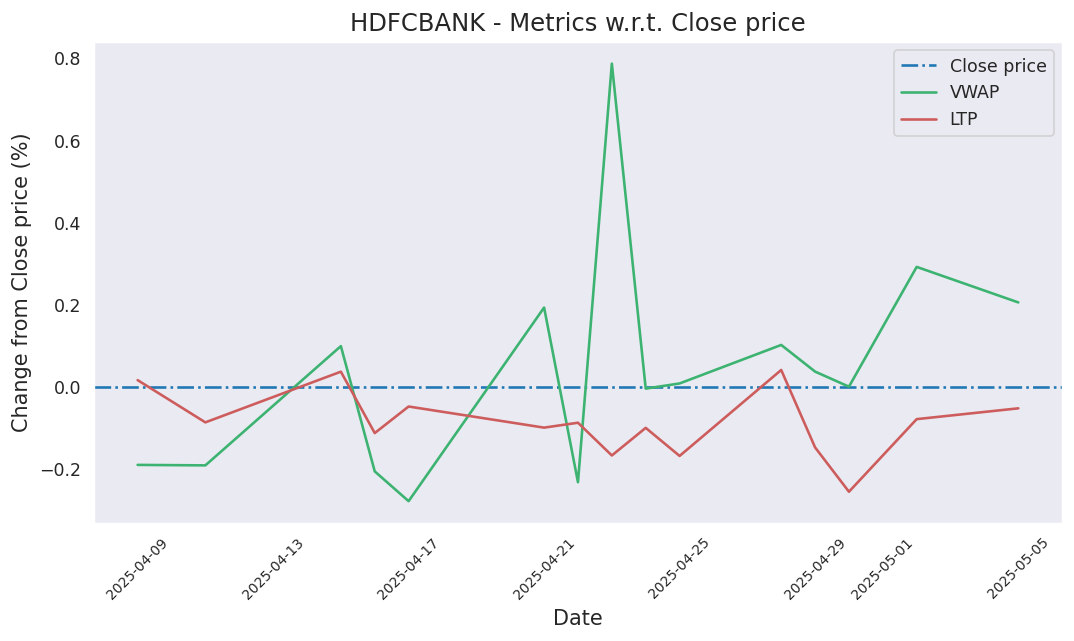 HDFCBANK - Metrics w.r.t. Close price
Close price
VWAP
LTP
Change from Close price (%)
0.8
0.6
0.4
0.2
0.0
−0.2
2025-04-09
2025-04-13
2025-04-17
2025-04-21
2025-04-25
2025-04-29
2025-05-01
2025-05-05
Date